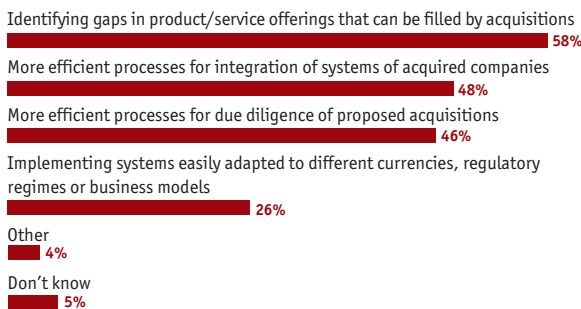 Identifying gaps in product/service offerings that can be filled by acquisitions
58%
More efficient processes for integration of systems of acquired companies
48%
More efficient processes for due diligence of proposed acquisitions
46%
Implementing systems easily adapted to different currencies, regulatory
regimes or business models
26%
Other
4%
Don’t know
5%